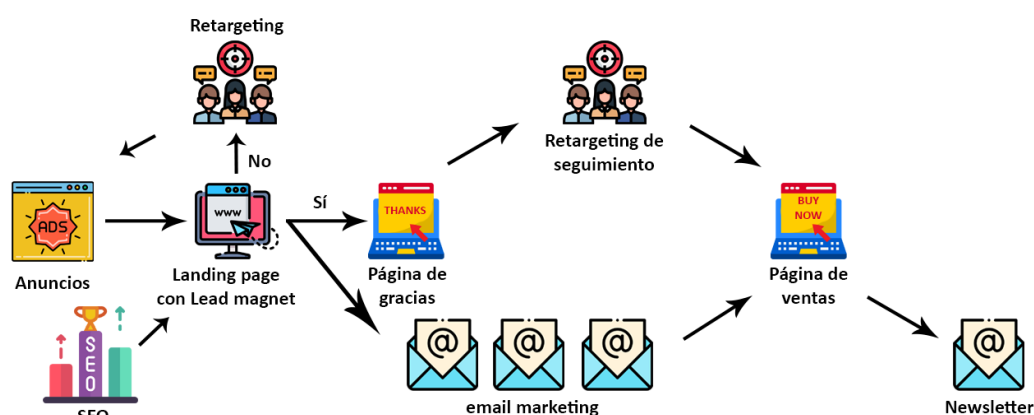 Retargeting
No
ADS
Anuncios
www
Landing page
con Lead magnet
SEO
SEO
Sí
THANKS
Página de
gracias
Retargeting de
seguimiento
@
@
@
email marketing
BUY
NOW
Página de
ventas
@
Newsletter